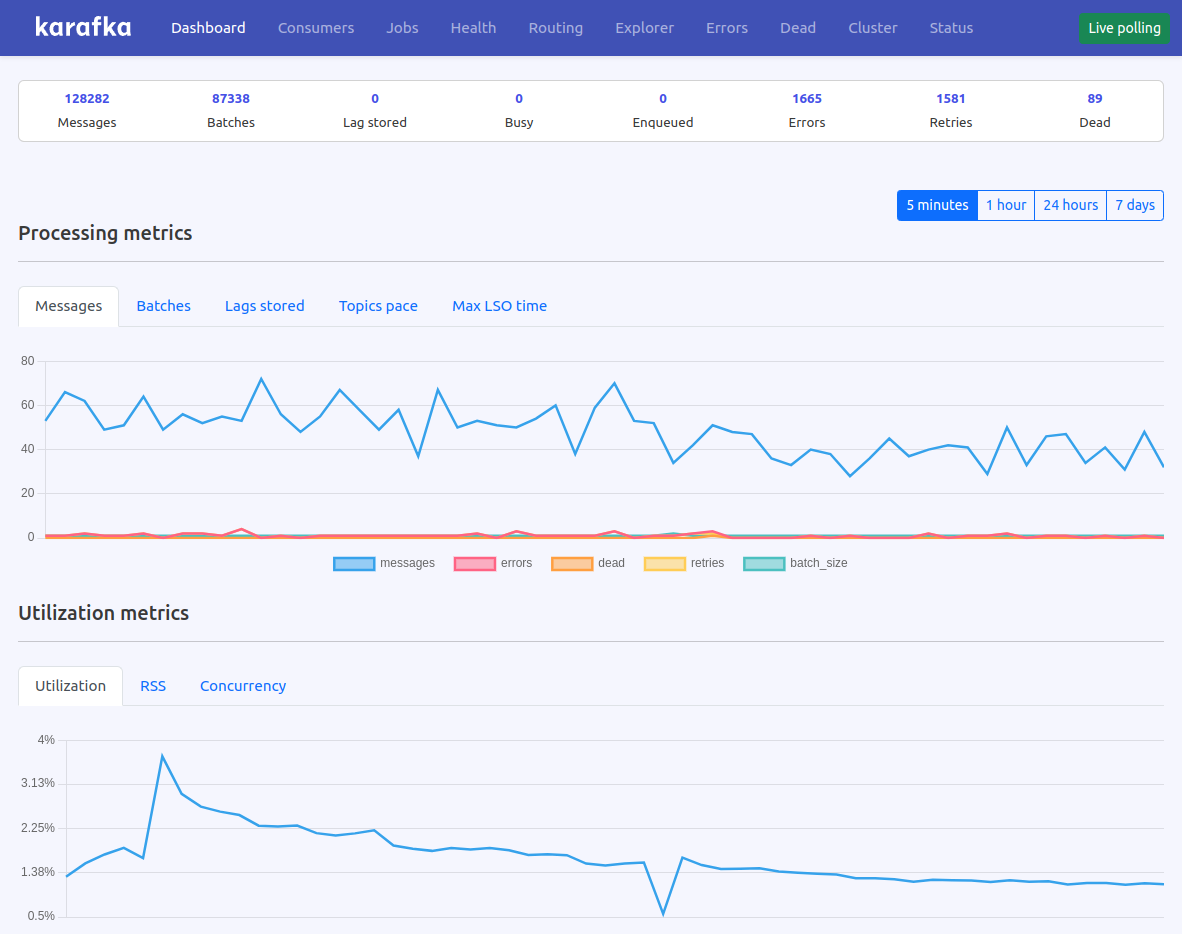 karafka Dashboard Consumers Jobs Health Routing Explorer Errors Dead Cluster Status Live polling
128282 87338 0 0 0 1665 1581 89
Messages Batches Lag stored Busy Enqueued Errors Retries Dead
5 minutes 1 hour 24 hours 7 days
Processing metrics
Messages Batches Lags stored Topics pace Max LSO time
80
60
40
20
0
messages errors dead retries batch_size
Utilization metrics
Utilization RSS Concurrency
4%
3.13%
2.25%
1.38%
0.5%